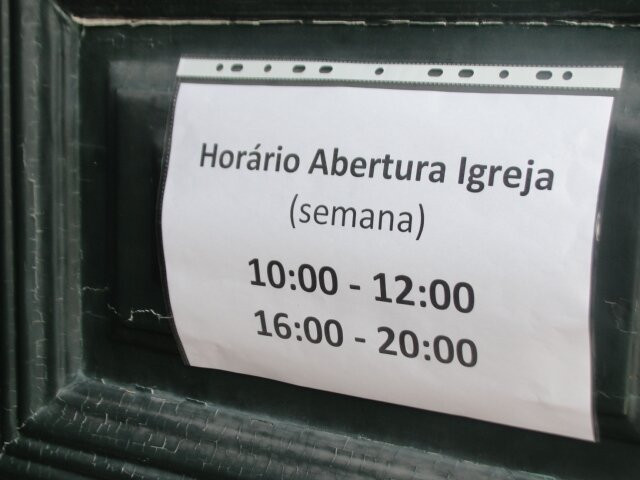 Horário Abertura Igreja
(semana)
10:00 - 12:00
16:00 - 20:00